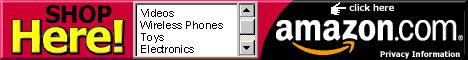 SHOP
Here!
Videos
Wireless Phones
Toys
Electronics
click here
amazon.com.
Privacy Information